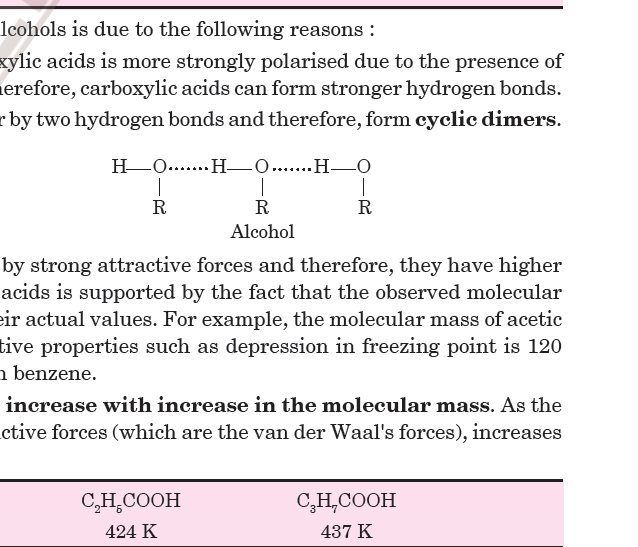 lcohols is due to the following reasons :
xylic acids is more strongly polarised due to the presence of
herefore, carboxylic acids can form stronger hydrogen bonds.
r by two hydrogen bonds and therefore, form cyclic dimers.
H—O.......H—O.......H—O
R R R
Alcohol
by strong attractive forces and therefore, they have higher
acids is supported by the fact that the observed molecular
eir actual values. For example, the molecular mass of acetic
tive properties such as depression in freezing point is 120
n benzene.
increase with increase in the molecular mass. As the
ctive forces (which are the van der Waal's forces), increases
C₂H₅COOH C₃H₇COOH
424 K 437 K